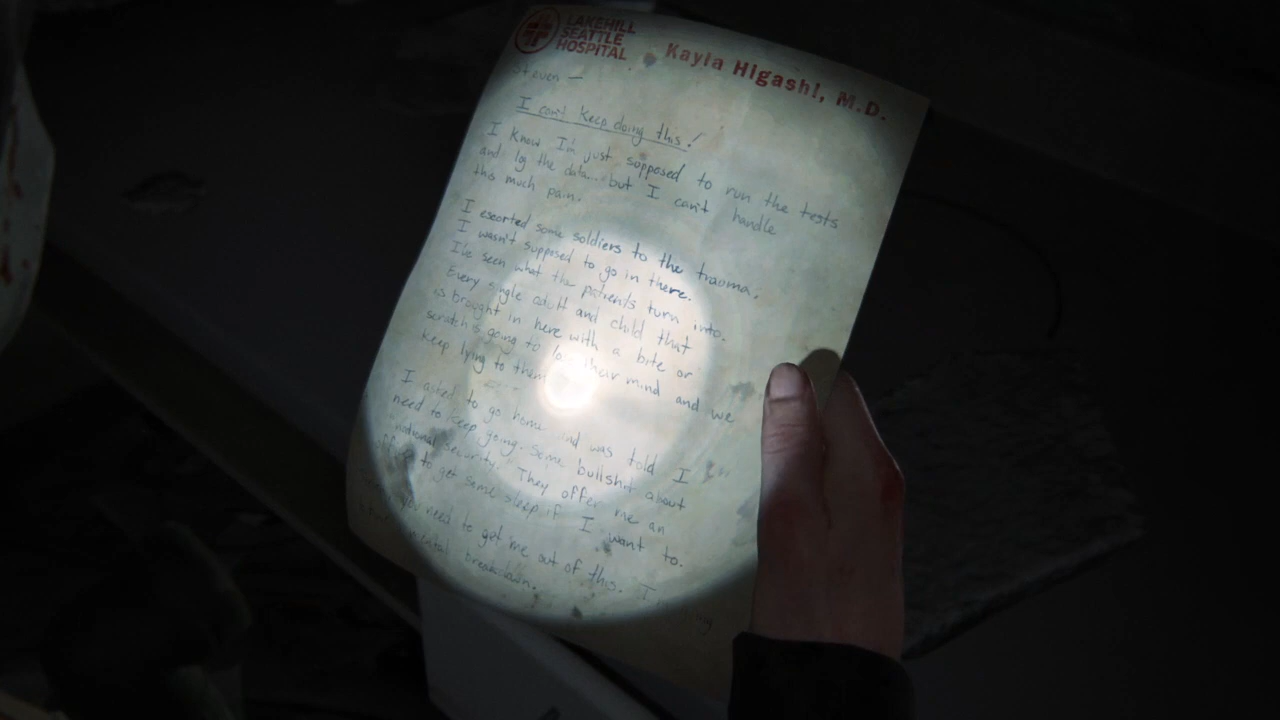 LAKEHILL
SEATTLE
HOSPITAL
Kayla Higashi, M.D.
Steven —
I can't keep doing this!
I know I'm just supposed to run the tests
and log the data... but I can't handle
this much pain.
I escorted some soldiers to the trauma.
I wasn't supposed to go in there.
I've seen what the patients turn into.
Every single adult and child that
is brought in here with a bite or
scratch is going to lose their mind and we
keep lying to them.
I asked to go home and was told I
need to keep going. Some bullshit about
national security. They offer me an
office to get some sleep if I want to.
you need to get me out of this. I
mental breakdown.